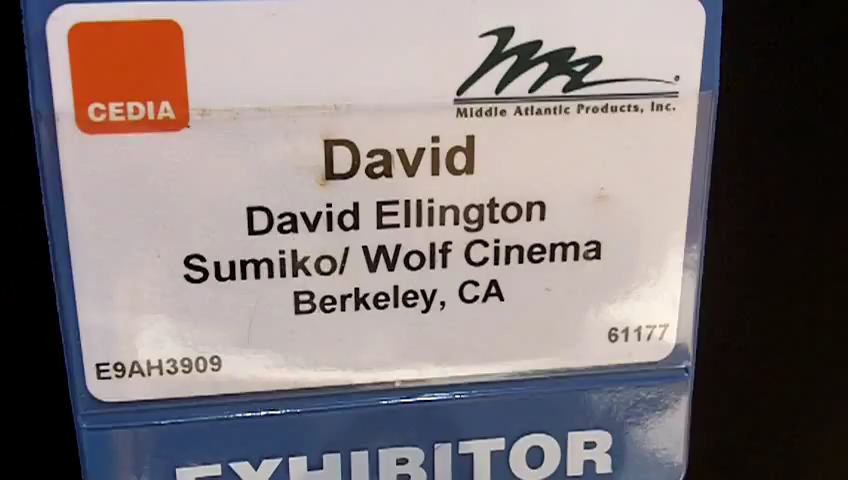 CEDIA
Middle Atlantic Products, Inc.
David
David Ellington
Sumiko/ Wolf Cinema
Berkeley, CA
61177
E9AH3909
EXHIBITOR